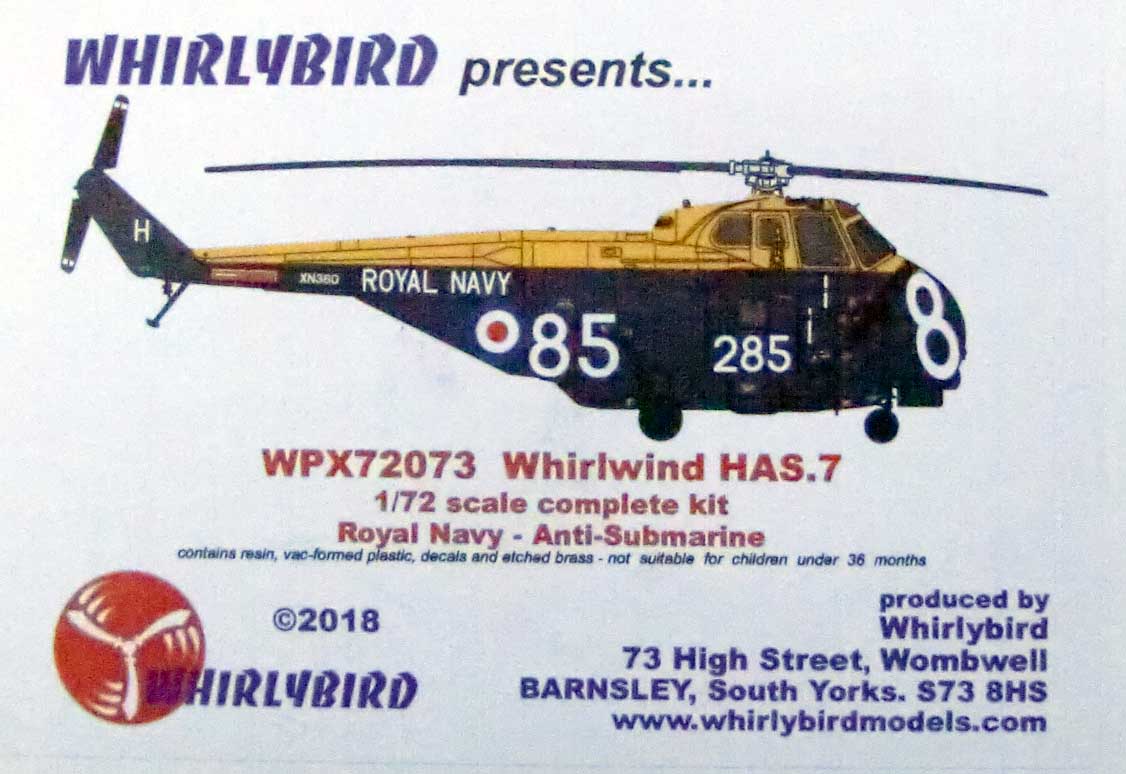 WHIRLYBIRD presents...
H
XN360 ROYAL NAVY
85 285 8
WPX72073 Whirlwind HAS.7
1/72 scale complete kit
Royal Navy - Anti-Submarine
contains resin, vac-formed plastic, decals and etched brass - not suitable for children under 36 months
©2018
WHIRLYBIRD
produced by
Whirlybird
73 High Street, Wombwell
BARNSLEY, South Yorks. S73 8HS
www.whirlybirdmodels.com